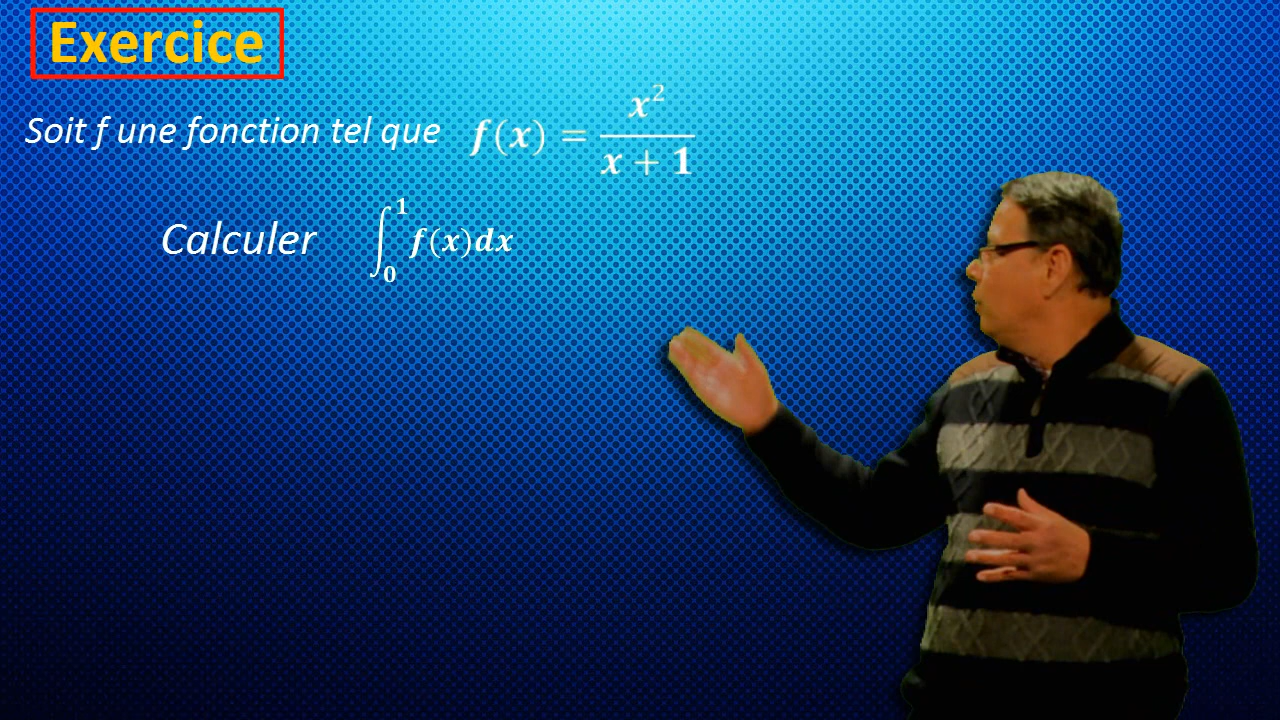 Exercice
Soit f une fonction tel que f(x) = x²/(x + 1)
Calculer ∫₀¹ f(x)dx